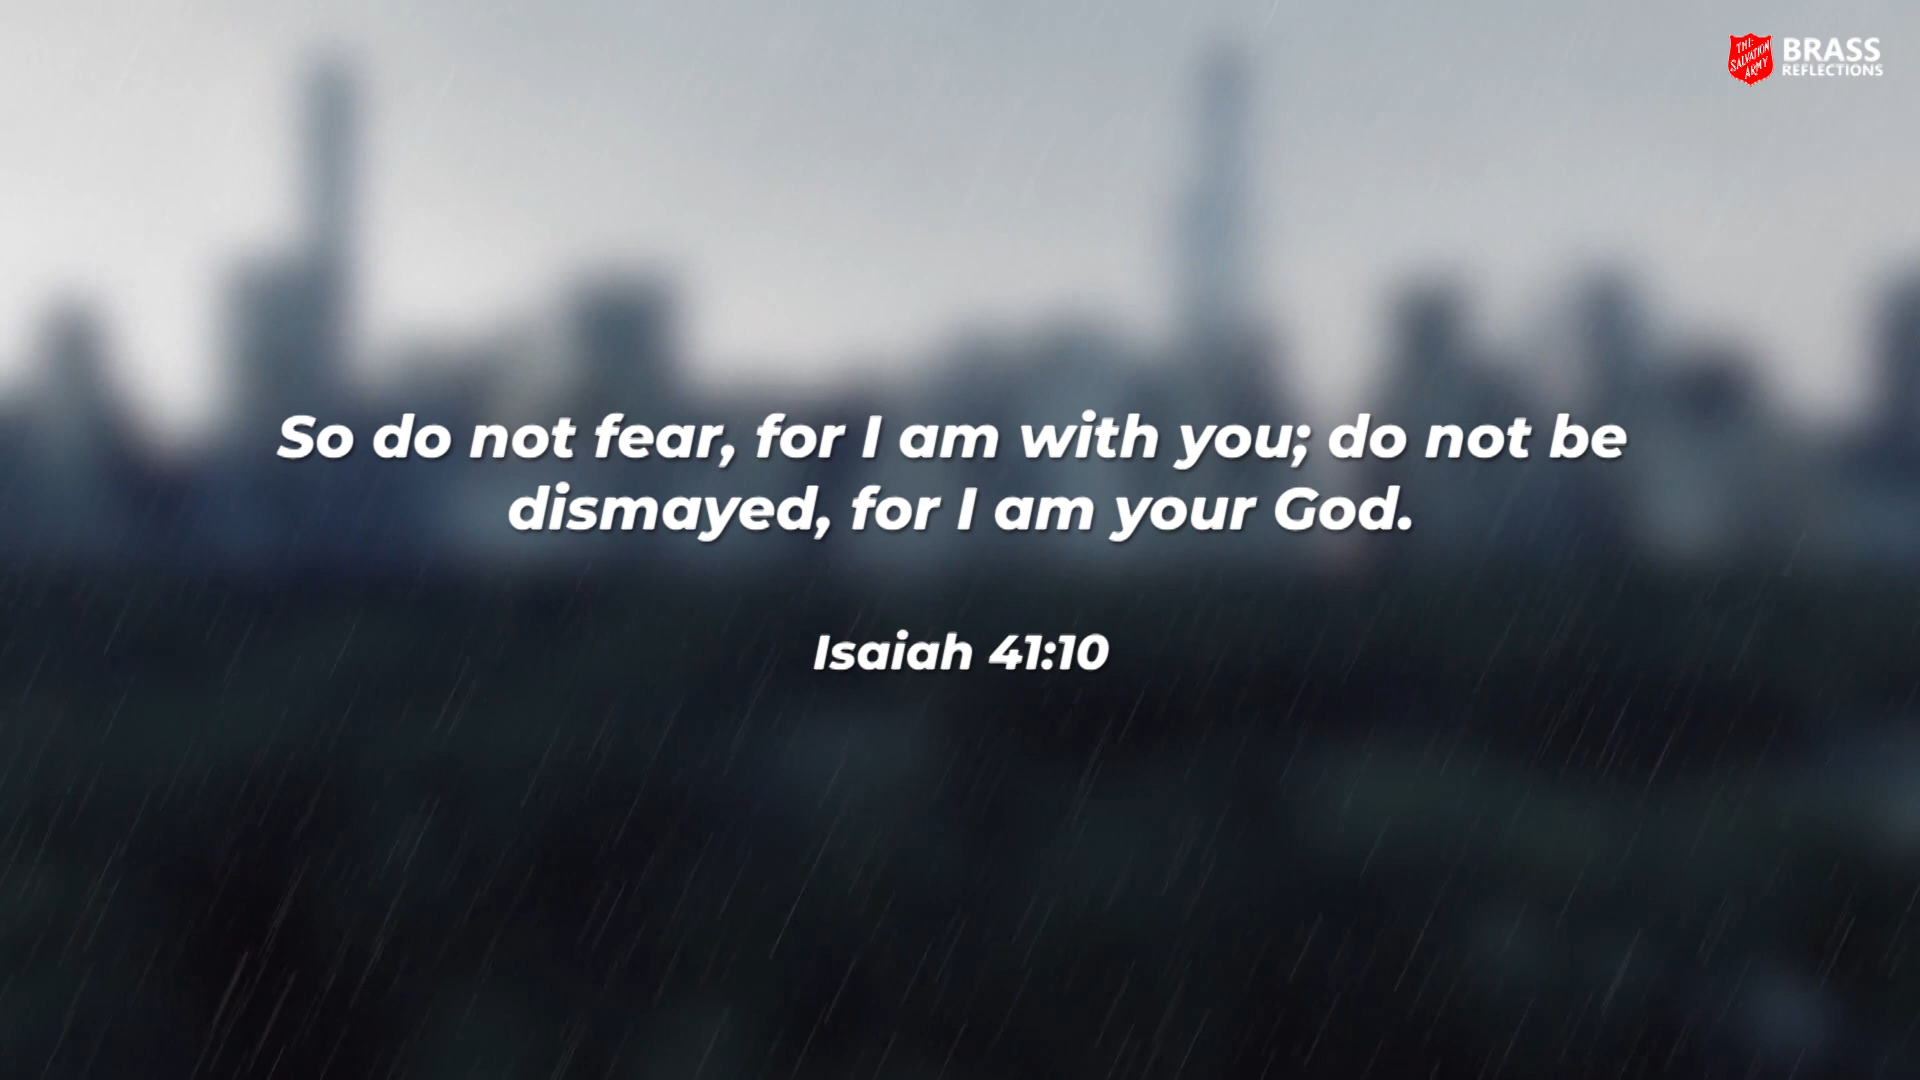 THE
SALVATION
ARMY
BRASS
REFLECTIONS
So do not fear, for I am with you; do not be
dismayed, for I am your God.
Isaiah 41:10